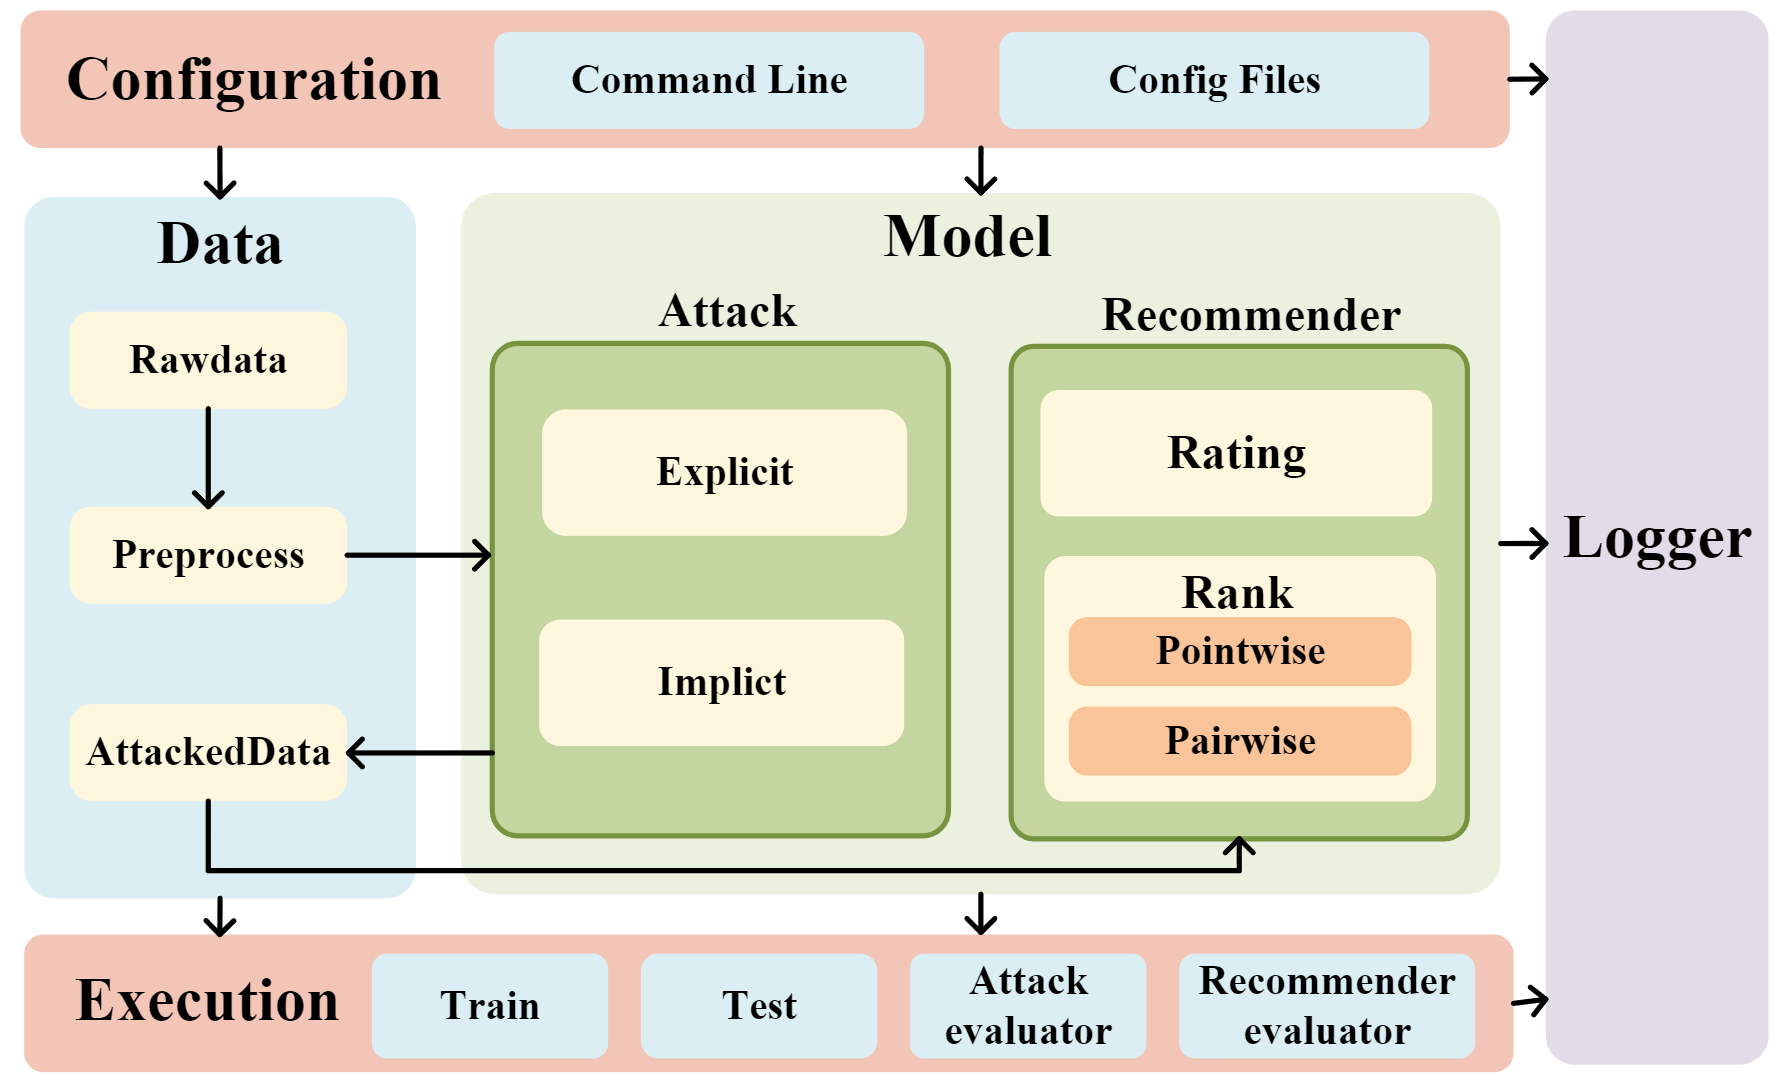 Configuration
Command Line
Config Files
Data
Rawdata
Preprocess
AttackedData
Model
Attack
Explicit
Implict
Recommender
Rating
Rank
Pointwise
Pairwise
Logger
Execution
Train
Test
Attack
evaluator
Recommender
evaluator